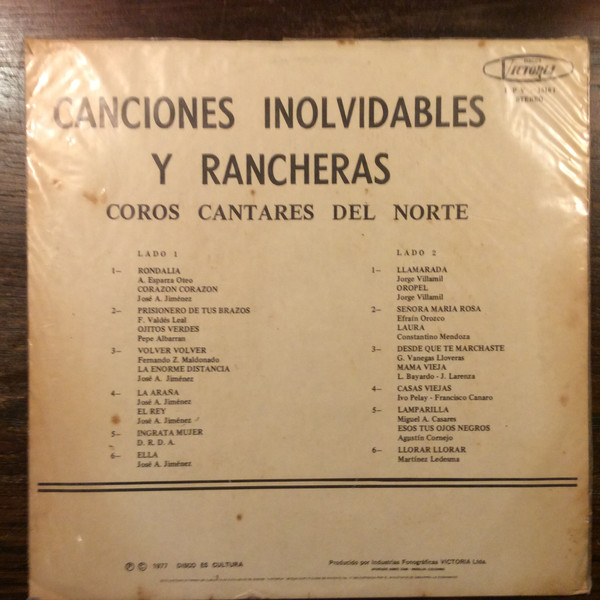 VICTORIA
STEREO
CANCIONES INOLVIDABLES
Y RANCHERAS
COROS CANTARES DEL NORTE
LADO 1
1— RONDALIA
A. Esparza Oteo
CORAZON CORAZON
José A. Jiménez
2— PRISIONERO DE TUS BRAZOS
F. Valdés Leal
OJITOS VERDES
Pepe Albarran
3— VOLVER VOLVER
Fernando Z. Maldonado
LA ENORME DISTANCIA
José A. Jiménez
4— LA ARAÑA
José A. Jiménez
EL REY
José A. Jiménez
5— INGRATA MUJER
D. R. D. A.
6— ELLA
José A. Jiménez
LADO 2
1— LLAMARADA
Jorge Villamil
OROPEL
Jorge Villamil
2— SEÑORA MARIA ROSA
Efraín Orozco
LAURA
Constantino Mendoza
3— DESDE QUE TE MARCHASTE
G. Vanegas Lloveras
MAMA VIEJA
L. Bayardo - J. Larenza
4— CASAS VIEJAS
Ivo Pelay - Francisco Canaro
5— LAMPARILLA
Miguel A. Casares
ESOS TUS OJOS NEGROS
Agustín Cornejo
6— LLORAR LLORAR
Martínez Ledesma
Ⓟ © 1977 DISCO ES CULTURA
Producido por Industrias Fonográficas VICTORIA Ltda.